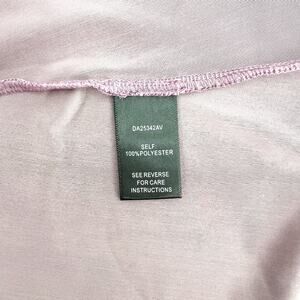 DA25342AV
SELF:
100%POLYESTER
SEE REVERSE
FOR CARE
INSTRUCTIONS